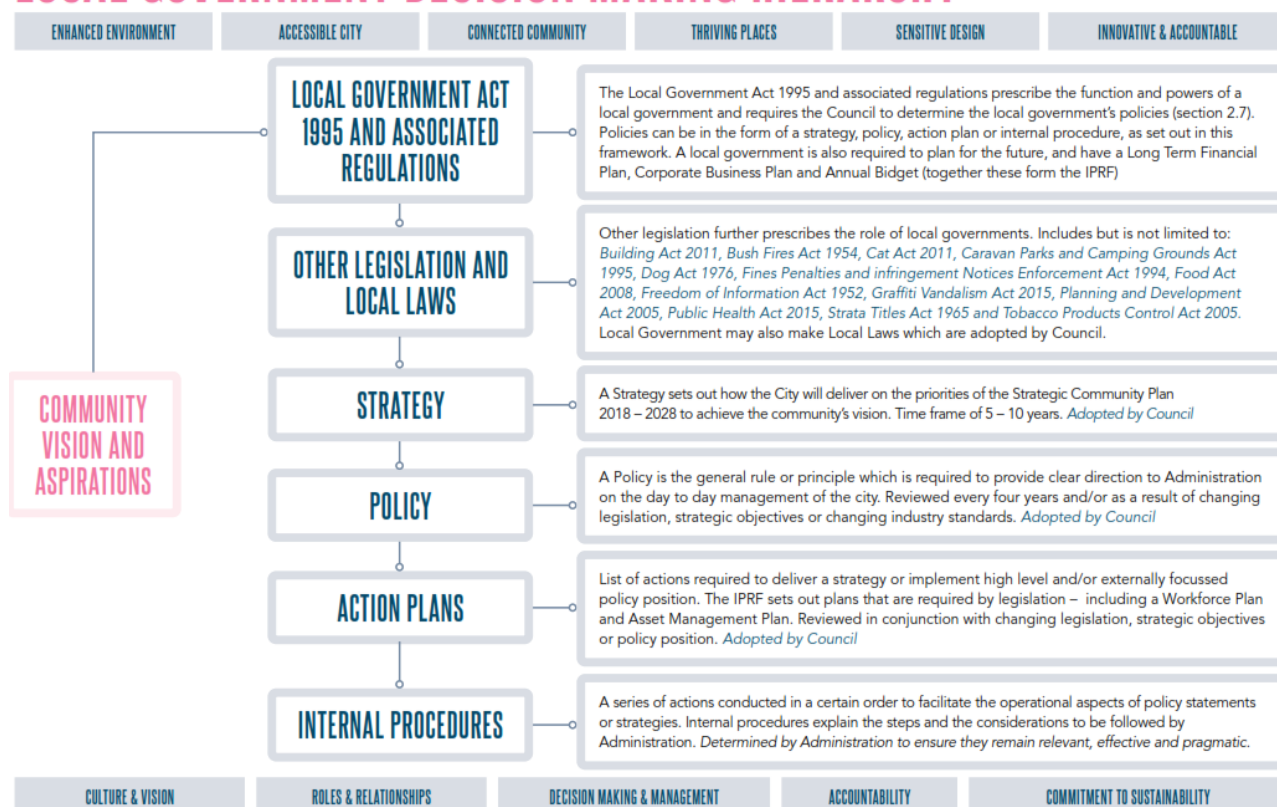 LOCAL GOVERNMENT DECISION MAKING HIERARCHY
ENHANCED ENVIRONMENT
ACCESSIBLE CITY
CONNECTED COMMUNITY
THRIVING PLACES
SENSITIVE DESIGN
INNOVATIVE & ACCOUNTABLE
LOCAL GOVERNMENT ACT
1995 AND ASSOCIATED
REGULATIONS
The Local Government Act 1995 and associated regulations prescribe the function and powers of a
local government and requires the Council to determine the local government's policies (section 2.7).
Policies can be in the form of a strategy, policy, action plan or internal procedure, as set out in this
framework. A local government is also required to plan for the future, and have a Long Term Financial
Plan, Corporate Business Plan and Annual Budget (together these form the IPRF)
OTHER LEGISLATION AND
LOCAL LAWS
Other legislation further prescribes the role of local governments. Includes but is not limited to:
Building Act 2011, Bush Fires Act 1954, Cat Act 2011, Caravan Parks and Camping Grounds Act
1995, Dog Act 1976, Fines Penalties and infringement Notices Enforcement Act 1994, Food Act
2008, Freedom of Information Act 1952, Graffiti Vandalism Act 2015, Planning and Development
Act 2005, Public Health Act 2015, Strata Titles Act 1965 and Tobacco Products Control Act 2005.
Local Government may also make Local Laws which are adopted by Council.
COMMUNITY
VISION AND
ASPIRATIONS
STRATEGY
A Strategy sets out how the City will deliver on the priorities of the Strategic Community Plan
2018 – 2028 to achieve the community's vision. Time frame of 5 – 10 years. Adopted by Council
POLICY
A Policy is the general rule or principle which is required to provide clear direction to Administration
on the day to day management of the city. Reviewed every four years and/or as a result of changing
legislation, strategic objectives or changing industry standards. Adopted by Council
ACTION PLANS
List of actions required to deliver a strategy or implement high level and/or externally focussed
policy position. The IPRF sets out plans that are required by legislation – including a Workforce Plan
and Asset Management Plan. Reviewed in conjunction with changing legislation, strategic objectives
or policy position. Adopted by Council
INTERNAL PROCEDURES
A series of actions conducted in a certain order to facilitate the operational aspects of policy statements
or strategies. Internal procedures explain the steps and the considerations to be followed by
Administration. Determined by Administration to ensure they remain relevant, effective and pragmatic.
CULTURE & VISION
ROLES & RELATIONSHIPS
DECISION MAKING & MANAGEMENT
ACCOUNTABILITY
COMMITMENT TO SUSTAINABILITY